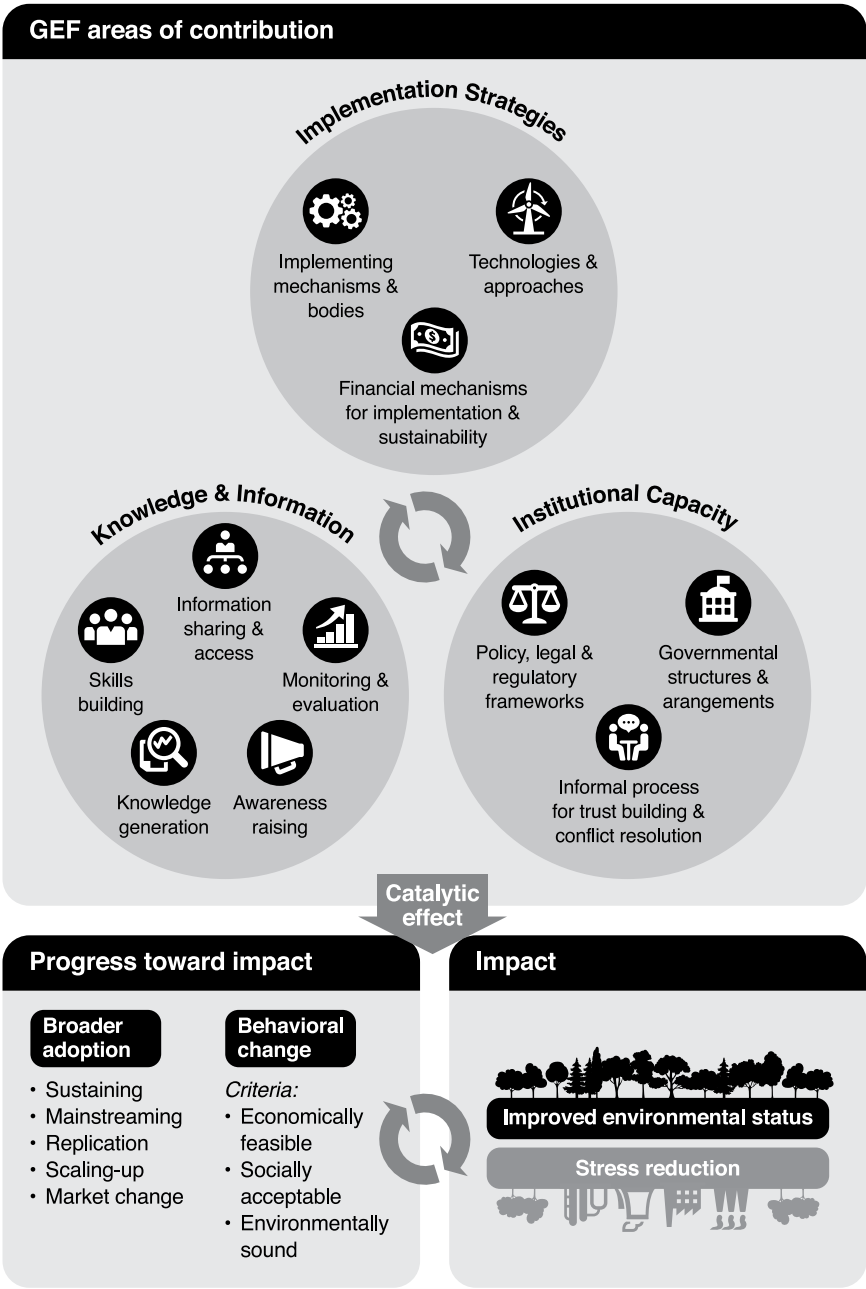 GEF areas of contribution
Implementation Strategies
Implementing
mechanisms &
bodies
Technologies &
approaches
Financial mechanisms
for implementation &
sustainability
Knowledge & Information
Information
sharing &
access
Skills
building
Monitoring &
evaluation
Knowledge
generation
Awareness
raising
Institutional Capacity
Policy, legal &
regulatory
frameworks
Governmental
structures &
arangements
Informal process
for trust building &
conflict resolution
Catalytic
effect
Progress toward impact
Broader
adoption
• Sustaining
• Mainstreaming
• Replication
• Scaling-up
• Market change
Behavioral
change
Criteria:
• Economically
feasible
• Socially
acceptable
• Environmentally
sound
Impact
Improved environmental status
Stress reduction